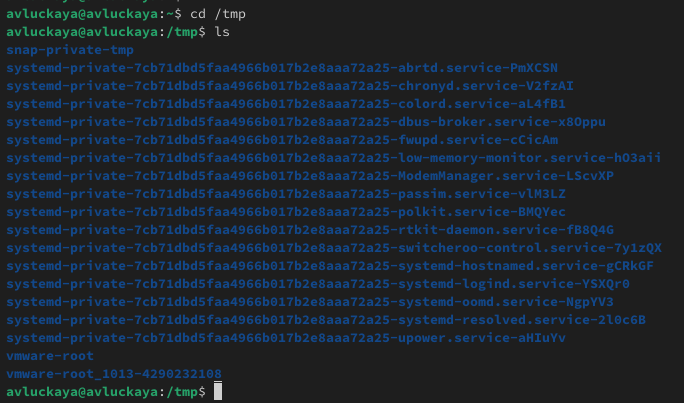 avluckaya@avluckaya:~$ cd /tmp
avluckaya@avluckaya:/tmp$ ls
snap-private-tmp
systemd-private-7cb71dbd5faa4966b017b2e8aaa72a25-abrtd.service-PmXCSN
systemd-private-7cb71dbd5faa4966b017b2e8aaa72a25-chronyd.service-V2fzAI
systemd-private-7cb71dbd5faa4966b017b2e8aaa72a25-colord.service-aL4fB1
systemd-private-7cb71dbd5faa4966b017b2e8aaa72a25-dbus-broker.service-x8Oppu
systemd-private-7cb71dbd5faa4966b017b2e8aaa72a25-fwupd.service-cCicAm
systemd-private-7cb71dbd5faa4966b017b2e8aaa72a25-low-memory-monitor.service-hO3aii
systemd-private-7cb71dbd5faa4966b017b2e8aaa72a25-ModemManager.service-LScvXP
systemd-private-7cb71dbd5faa4966b017b2e8aaa72a25-passim.service-vlM3LZ
systemd-private-7cb71dbd5faa4966b017b2e8aaa72a25-polkit.service-BMQYec
systemd-private-7cb71dbd5faa4966b017b2e8aaa72a25-rtkit-daemon.service-fB8Q4G
systemd-private-7cb71dbd5faa4966b017b2e8aaa72a25-switcheroo-control.service-7y1zQX
systemd-private-7cb71dbd5faa4966b017b2e8aaa72a25-systemd-hostnamed.service-gCRkGF
systemd-private-7cb71dbd5faa4966b017b2e8aaa72a25-systemd-logind.service-YSXQr0
systemd-private-7cb71dbd5faa4966b017b2e8aaa72a25-systemd-oomd.service-NgpYV3
systemd-private-7cb71dbd5faa4966b017b2e8aaa72a25-systemd-resolved.service-2l0c6B
systemd-private-7cb71dbd5faa4966b017b2e8aaa72a25-upower.service-aHIuYv
vmware-root
vmware-root_1013-4290232108
avluckaya@avluckaya:/tmp$